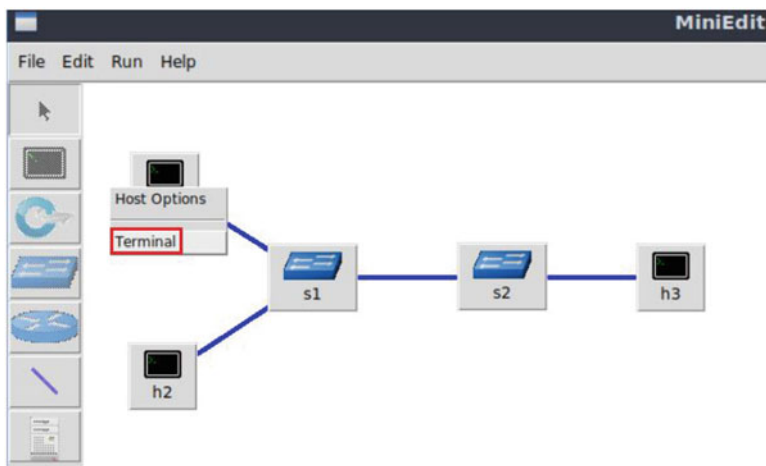 MiniEdit
File Edit Run Help
Host Options
Terminal
s1
s2
h3
h2